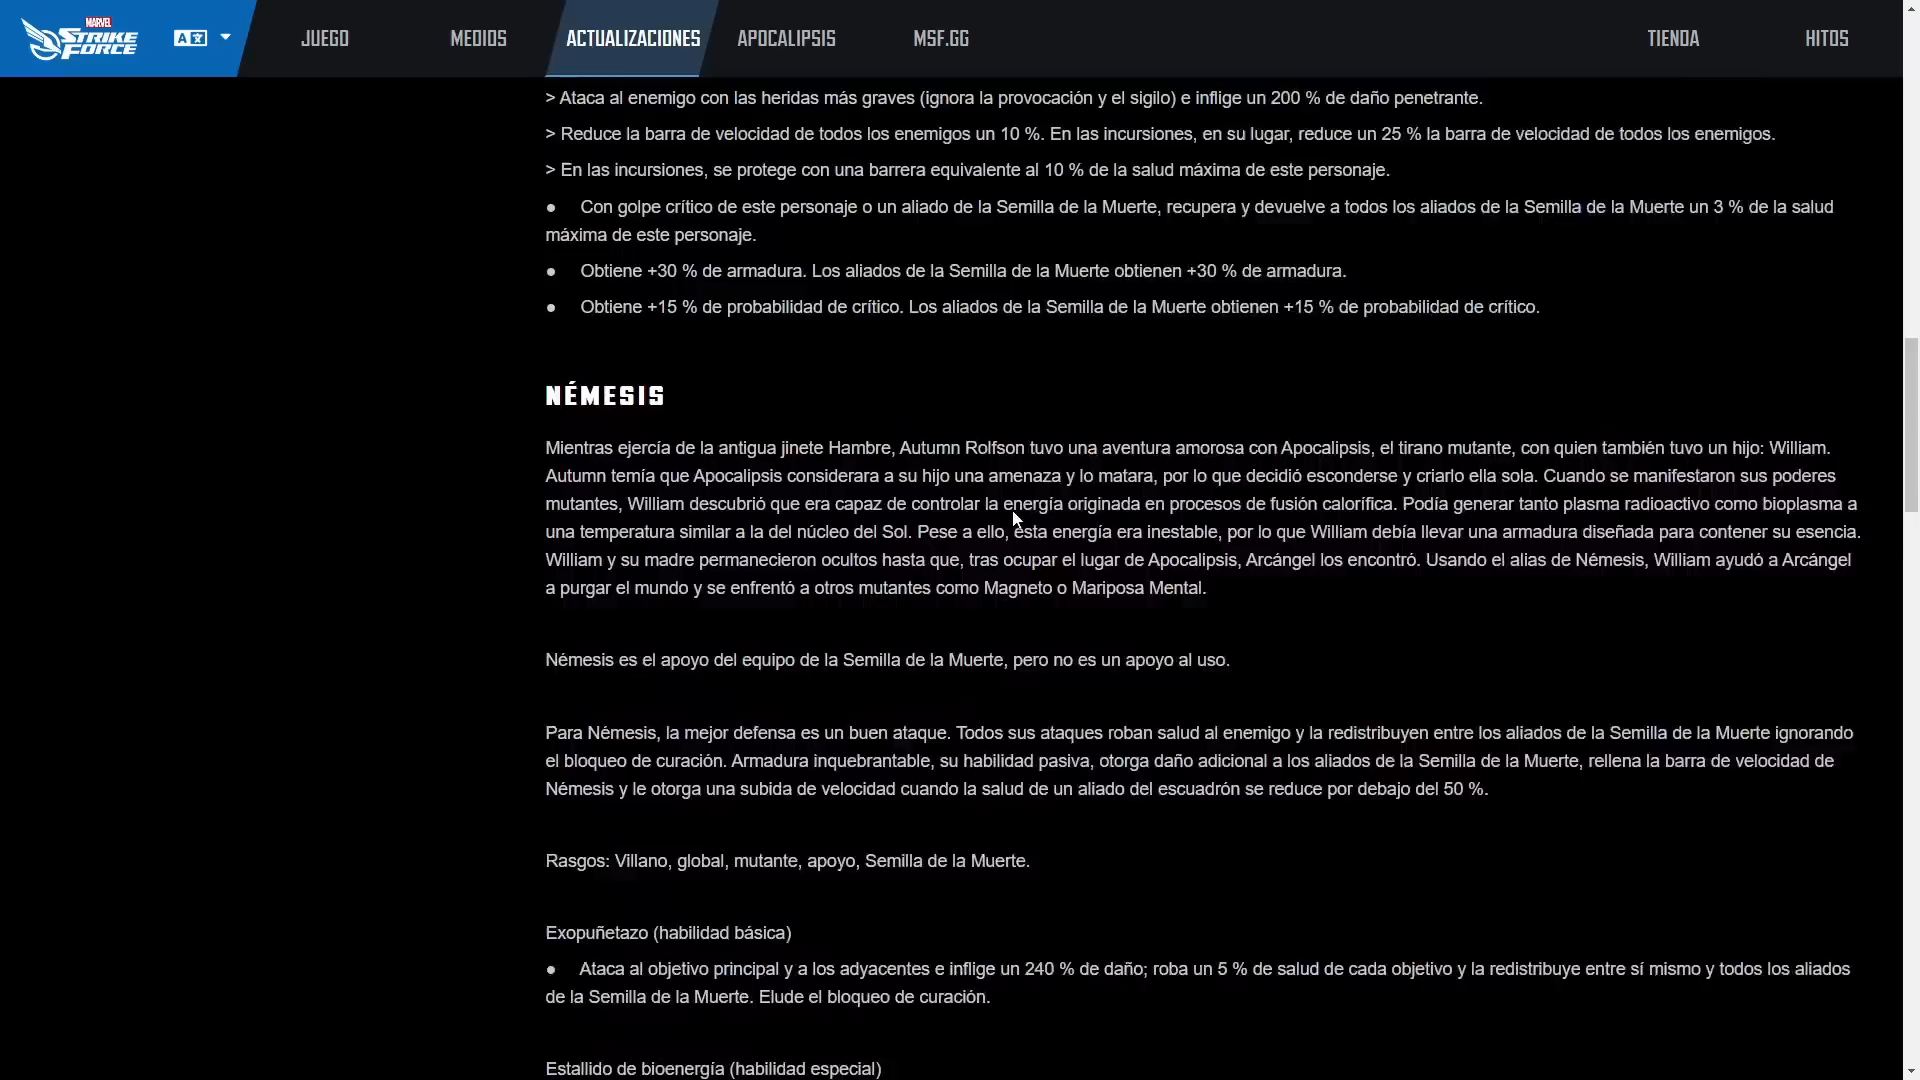 MARVEL
STRIKE
FORCE
JUEGO
MEDIOS
ACTUALIZACIONES
APOCALIPSIS
MSF.GG
TIENDA
HITOS
> Ataca al enemigo con las heridas más graves (ignora la provocación y el sigilo) e inflige un 200 % de daño penetrante.
> Reduce la barra de velocidad de todos los enemigos un 10 %. En las incursiones, en su lugar, reduce un 25 % la barra de velocidad de todos los enemigos.
> En las incursiones, se protege con una barrera equivalente al 10 % de la salud máxima de este personaje.
● Con golpe crítico de este personaje o un aliado de la Semilla de la Muerte, recupera y devuelve a todos los aliados de la Semilla de la Muerte un 3 % de la salud
máxima de este personaje.
● Obtiene +30 % de armadura. Los aliados de la Semilla de la Muerte obtienen +30 % de armadura.
● Obtiene +15 % de probabilidad de crítico. Los aliados de la Semilla de la Muerte obtienen +15 % de probabilidad de crítico.
NÉMESIS
Mientras ejercía de la antigua jinete Hambre, Autumn Rolfson tuvo una aventura amorosa con Apocalipsis, el tirano mutante, con quien también tuvo un hijo: William.
Autumn temía que Apocalipsis considerara a su hijo una amenaza y lo matara, por lo que decidió esconderse y criarlo ella sola. Cuando se manifestaron sus poderes
mutantes, William descubrió que era capaz de controlar la energía originada en procesos de fusión calorífica. Podía generar tanto plasma radioactivo como bioplasma a
una temperatura similar a la del núcleo del Sol. Pese a ello, esta energía era inestable, por lo que William debía llevar una armadura diseñada para contener su esencia.
William y su madre permanecieron ocultos hasta que, tras ocupar el lugar de Apocalipsis, Arcángel los encontró. Usando el alias de Némesis, William ayudó a Arcángel
a purgar el mundo y se enfrentó a otros mutantes como Magneto o Mariposa Mental.
Némesis es el apoyo del equipo de la Semilla de la Muerte, pero no es un apoyo al uso.
Para Némesis, la mejor defensa es un buen ataque. Todos sus ataques roban salud al enemigo y la redistribuyen entre los aliados de la Semilla de la Muerte ignorando
el bloqueo de curación. Armadura inquebrantable, su habilidad pasiva, otorga daño adicional a los aliados de la Semilla de la Muerte, rellena la barra de velocidad de
Némesis y le otorga una subida de velocidad cuando la salud de un aliado del escuadrón se reduce por debajo del 50 %.
Rasgos: Villano, global, mutante, apoyo, Semilla de la Muerte.
Exopuñetazo (habilidad básica)
● Ataca al objetivo principal y a los adyacentes e inflige un 240 % de daño; roba un 5 % de salud de cada objetivo y la redistribuye entre sí mismo y todos los aliados
de la Semilla de la Muerte. Elude el bloqueo de curación.
Estallido de bioenergía (habilidad especial)